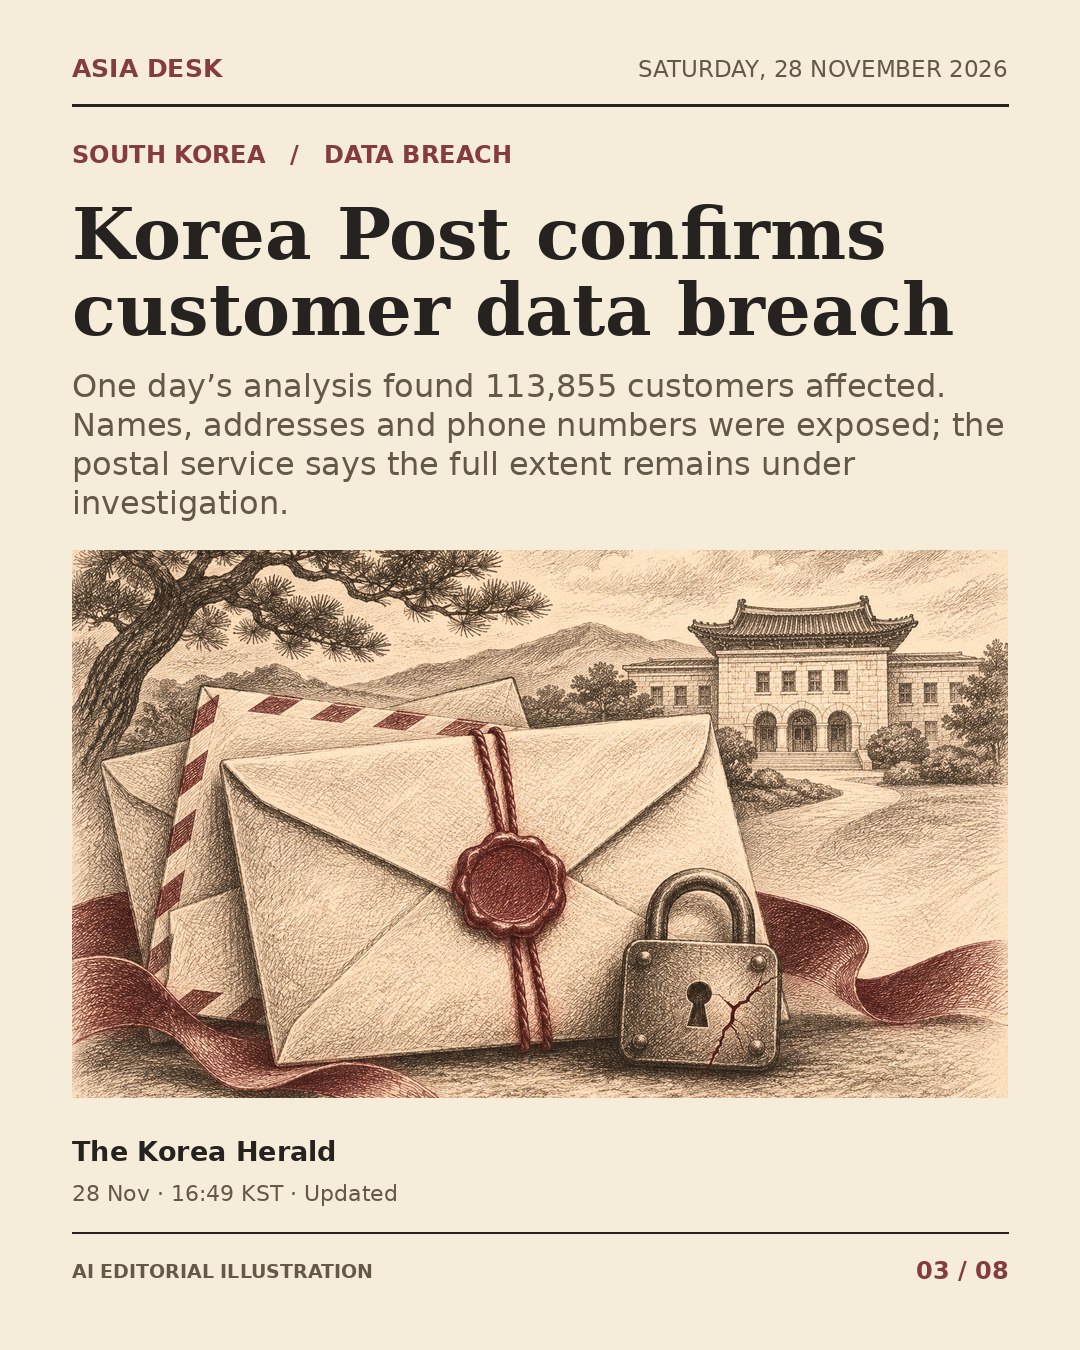 ASIA DESK
SATURDAY, 28 NOVEMBER 2026
SOUTH KOREA / DATA BREACH
Korea Post confirms
customer data breach
One day’s analysis found 113,855 customers affected.
Names, addresses and phone numbers were exposed; the
postal service says the full extent remains under
investigation.
The Korea Herald
28 Nov · 16:49 KST · Updated
AI EDITORIAL ILLUSTRATION
03 / 08